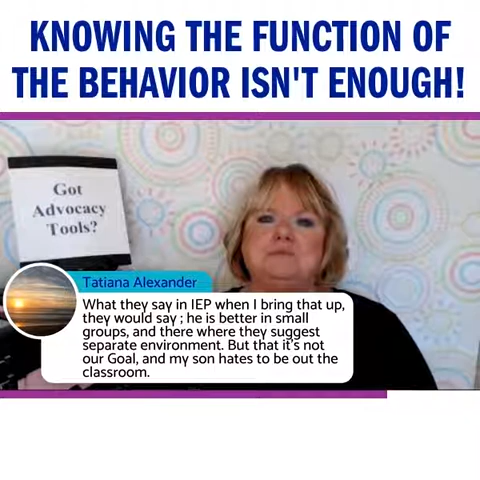 KNOWING THE FUNCTION OF
THE BEHAVIOR ISN'T ENOUGH!
Got
Advocacy
Tools?
Tatiana Alexander
What they say in IEP when I bring that up,
they would say ; he is better in small
groups, and there where they suggest
separate environment. But that it's not
our Goal, and my son hates to be out the
classroom.